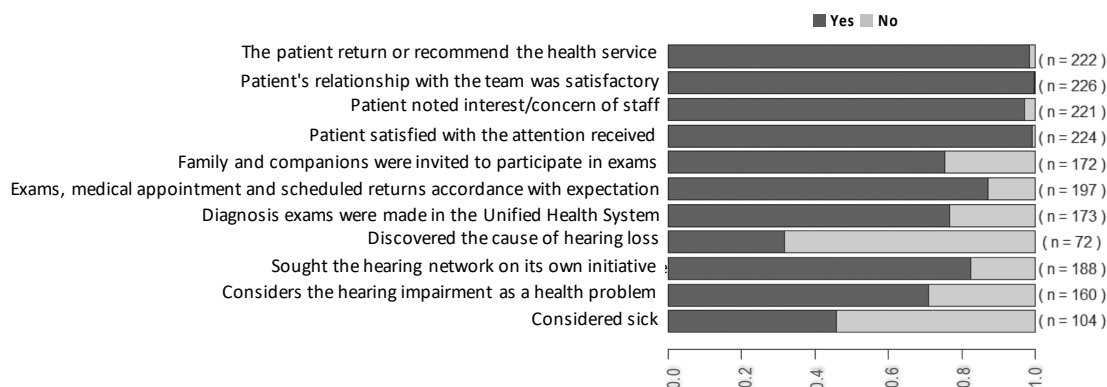 Yes No
The patient return or recommend the health service ( n = 222 )
Patient's relationship with the team was satisfactory ( n = 226 )
Patient noted interest/concern of staff ( n = 221 )
Patient satisfied with the attention received ( n = 224 )
Family and companions were invited to participate in exams ( n = 172 )
Exams, medical appointment and scheduled returns accordance with expectation ( n = 197 )
Diagnosis exams were made in the Unified Health System ( n = 173 )
Discovered the cause of hearing loss ( n = 72 )
Sought the hearing network on its own initiative ( n = 188 )
Considers the hearing impairment as a health problem ( n = 160 )
Considered sick ( n = 104 )
0.0 0.2 0.4 0.6 0.8 1.0